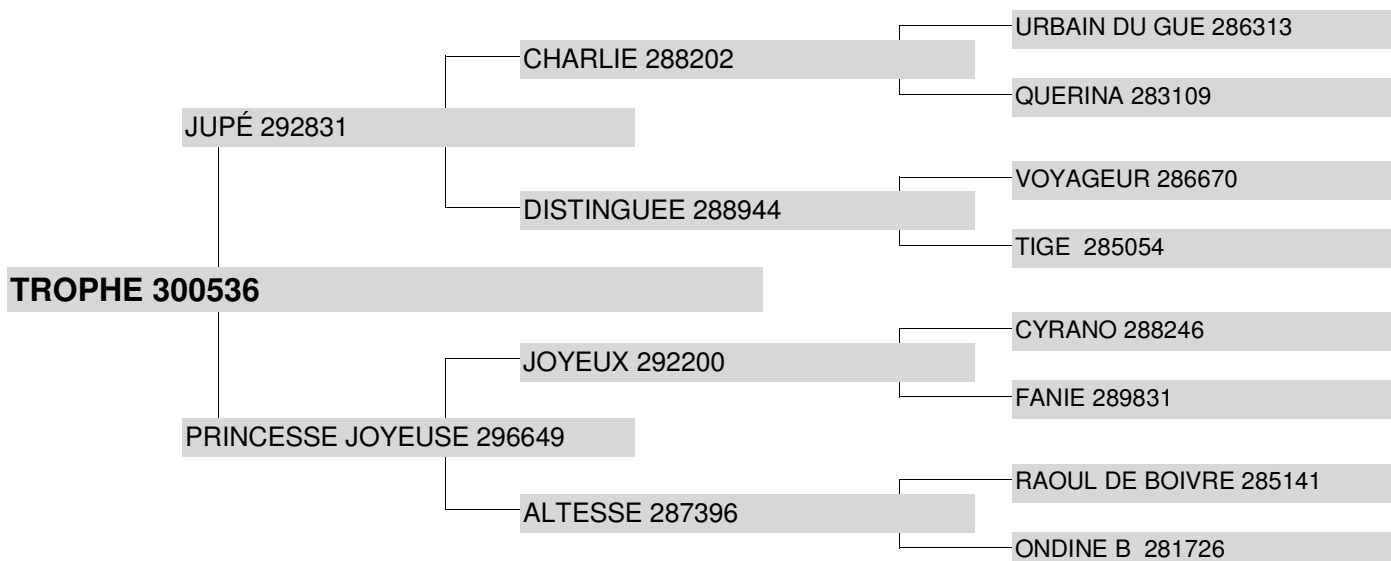 URBAIN DU GUE 286313
CHARLIE 288202
QUERINA 283109
JUPÉ 292831
VOYAGEUR 286670
DISTINGUEE 288944
TIGE  285054
TROPHE 300536
CYRANO 288246
JOYEUX 292200
FANIE 289831
PRINCESSE JOYEUSE 296649
RAOUL DE BOIVRE 285141
ALTESSE 287396
ONDINE B  281726